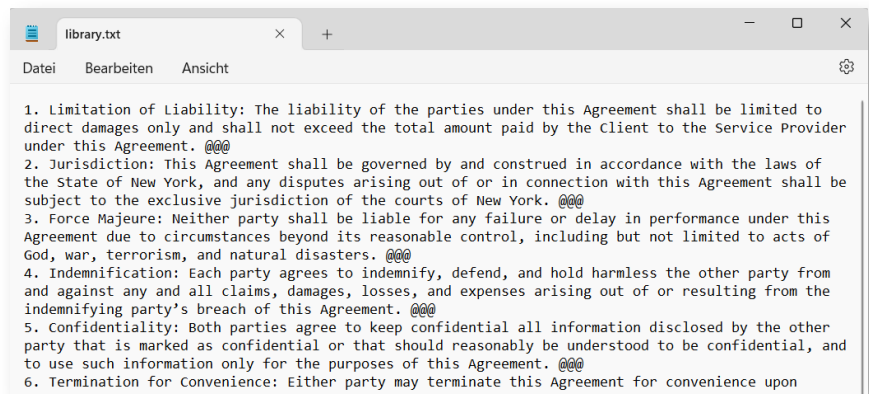 library.txt
Datei Bearbeiten Ansicht
1. Limitation of Liability: The liability of the parties under this Agreement shall be limited to
direct damages only and shall not exceed the total amount paid by the Client to the Service Provider
under this Agreement. @@@
2. Jurisdiction: This Agreement shall be governed by and construed in accordance with the laws of
the State of New York, and any disputes arising out of or in connection with this Agreement shall be
subject to the exclusive jurisdiction of the courts of New York. @@@
3. Force Majeure: Neither party shall be liable for any failure or delay in performance under this
Agreement due to circumstances beyond its reasonable control, including but not limited to acts of
God, war, terrorism, and natural disasters. @@@
4. Indemnification: Each party agrees to indemnify, defend, and hold harmless the other party from
and against any and all claims, damages, losses, and expenses arising out of or resulting from the
indemnifying party’s breach of this Agreement. @@@
5. Confidentiality: Both parties agree to keep confidential all information disclosed by the other
party that is marked as confidential or that should reasonably be understood to be confidential, and
to use such information only for the purposes of this Agreement. @@@
6. Termination for Convenience: Either party may terminate this Agreement for convenience upon